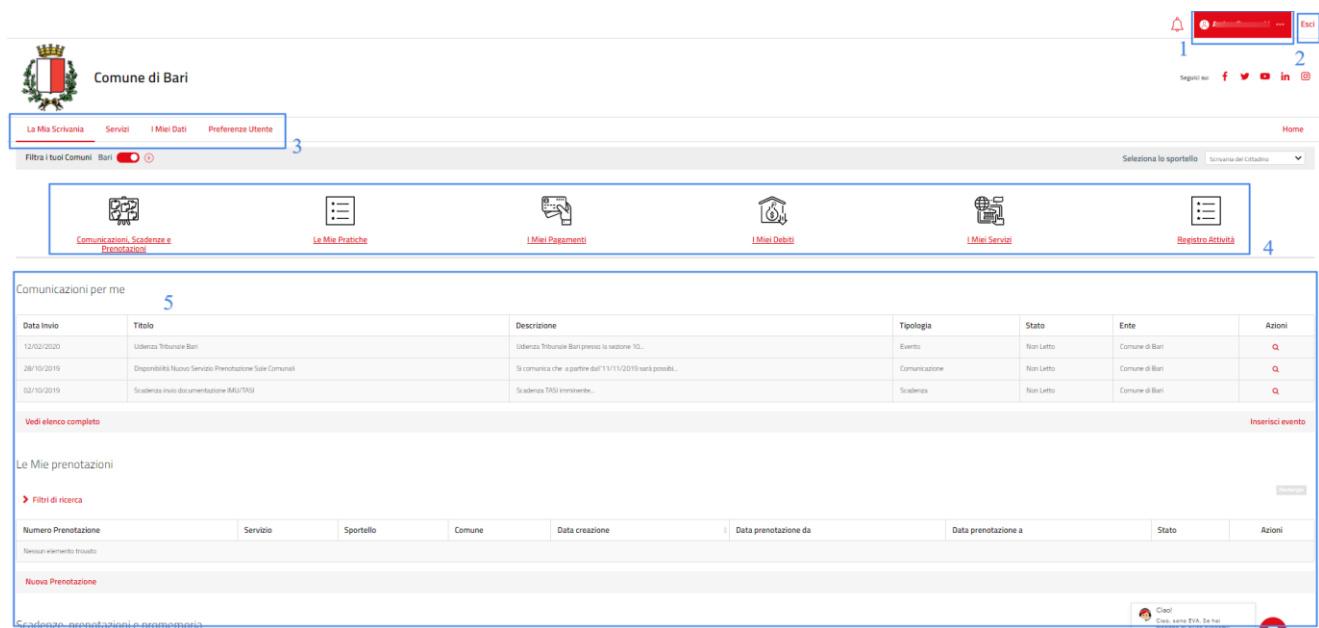 Esci
1
2
Comune di Bari
Seguici su:
La Mia Scrivania Servizi I Miei Dati Preferenze Utente
3
Home
Filtra i tuoi Comuni Bari
Seleziona lo sportello Scrivania del Cittadino
Comunicazioni, Scadenze e
Prenotazioni
Le Mie Pratiche
I Miei Pagamenti
I Miei Debiti
I Miei Servizi
Registro Attività
4
Comunicazioni per me
5
Data Invio Titolo Descrizione Tipologia Stato Ente Azioni
12/02/2020 Udienza Tribunale Bari Udienza Tribunale Bari presso la sezione 10... Evento Non Letto Comune di Bari
28/10/2019 Disponibilità Nuovo Servizio Prenotazione Sale Comunali Si comunica che a partire dall'11/11/2019 sarà possibi... Comunicazione Non Letto Comune di Bari
02/10/2019 Scadenza invio documentazione IMU/TASI Scadenza TASI imminente... Scadenza Non Letto Comune di Bari
Vedi elenco completo Inserisci evento
Le Mie prenotazioni
Filtri di ricerca
Numero Prenotazione Servizio Sportello Comune Data creazione Data prenotazione da Data prenotazione a Stato Azioni
Nessun elemento trovato
Nuova Prenotazione
Scadenze, prenotazioni e promemoria
Ciao!
Ciao, sono EVA. Se hai